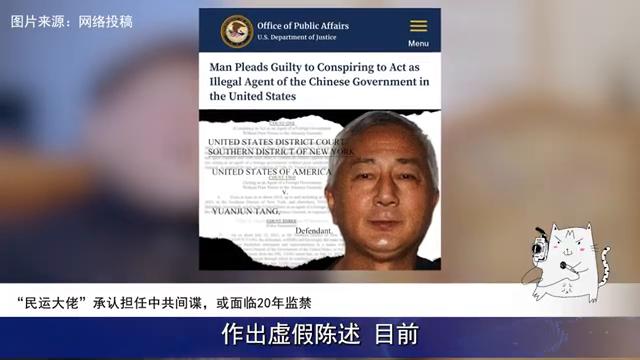 图片来源：网络投稿
Office of Public Affairs
U.S. Department of Justice
Menu
Man Pleads Guilty to Conspiring to Act as
Illegal Agent of the Chinese Government in
the United States
UNITED STATES DISTRICT COURT
SOUTHERN DISTRICT OF NEW YORK
UNITED STATES OF AMERICA
v.
YUANJUN TANG,
Defendant.
“民运大佬”承认担任中共间谍，或面临20年监禁
作出虚假陈述 目前